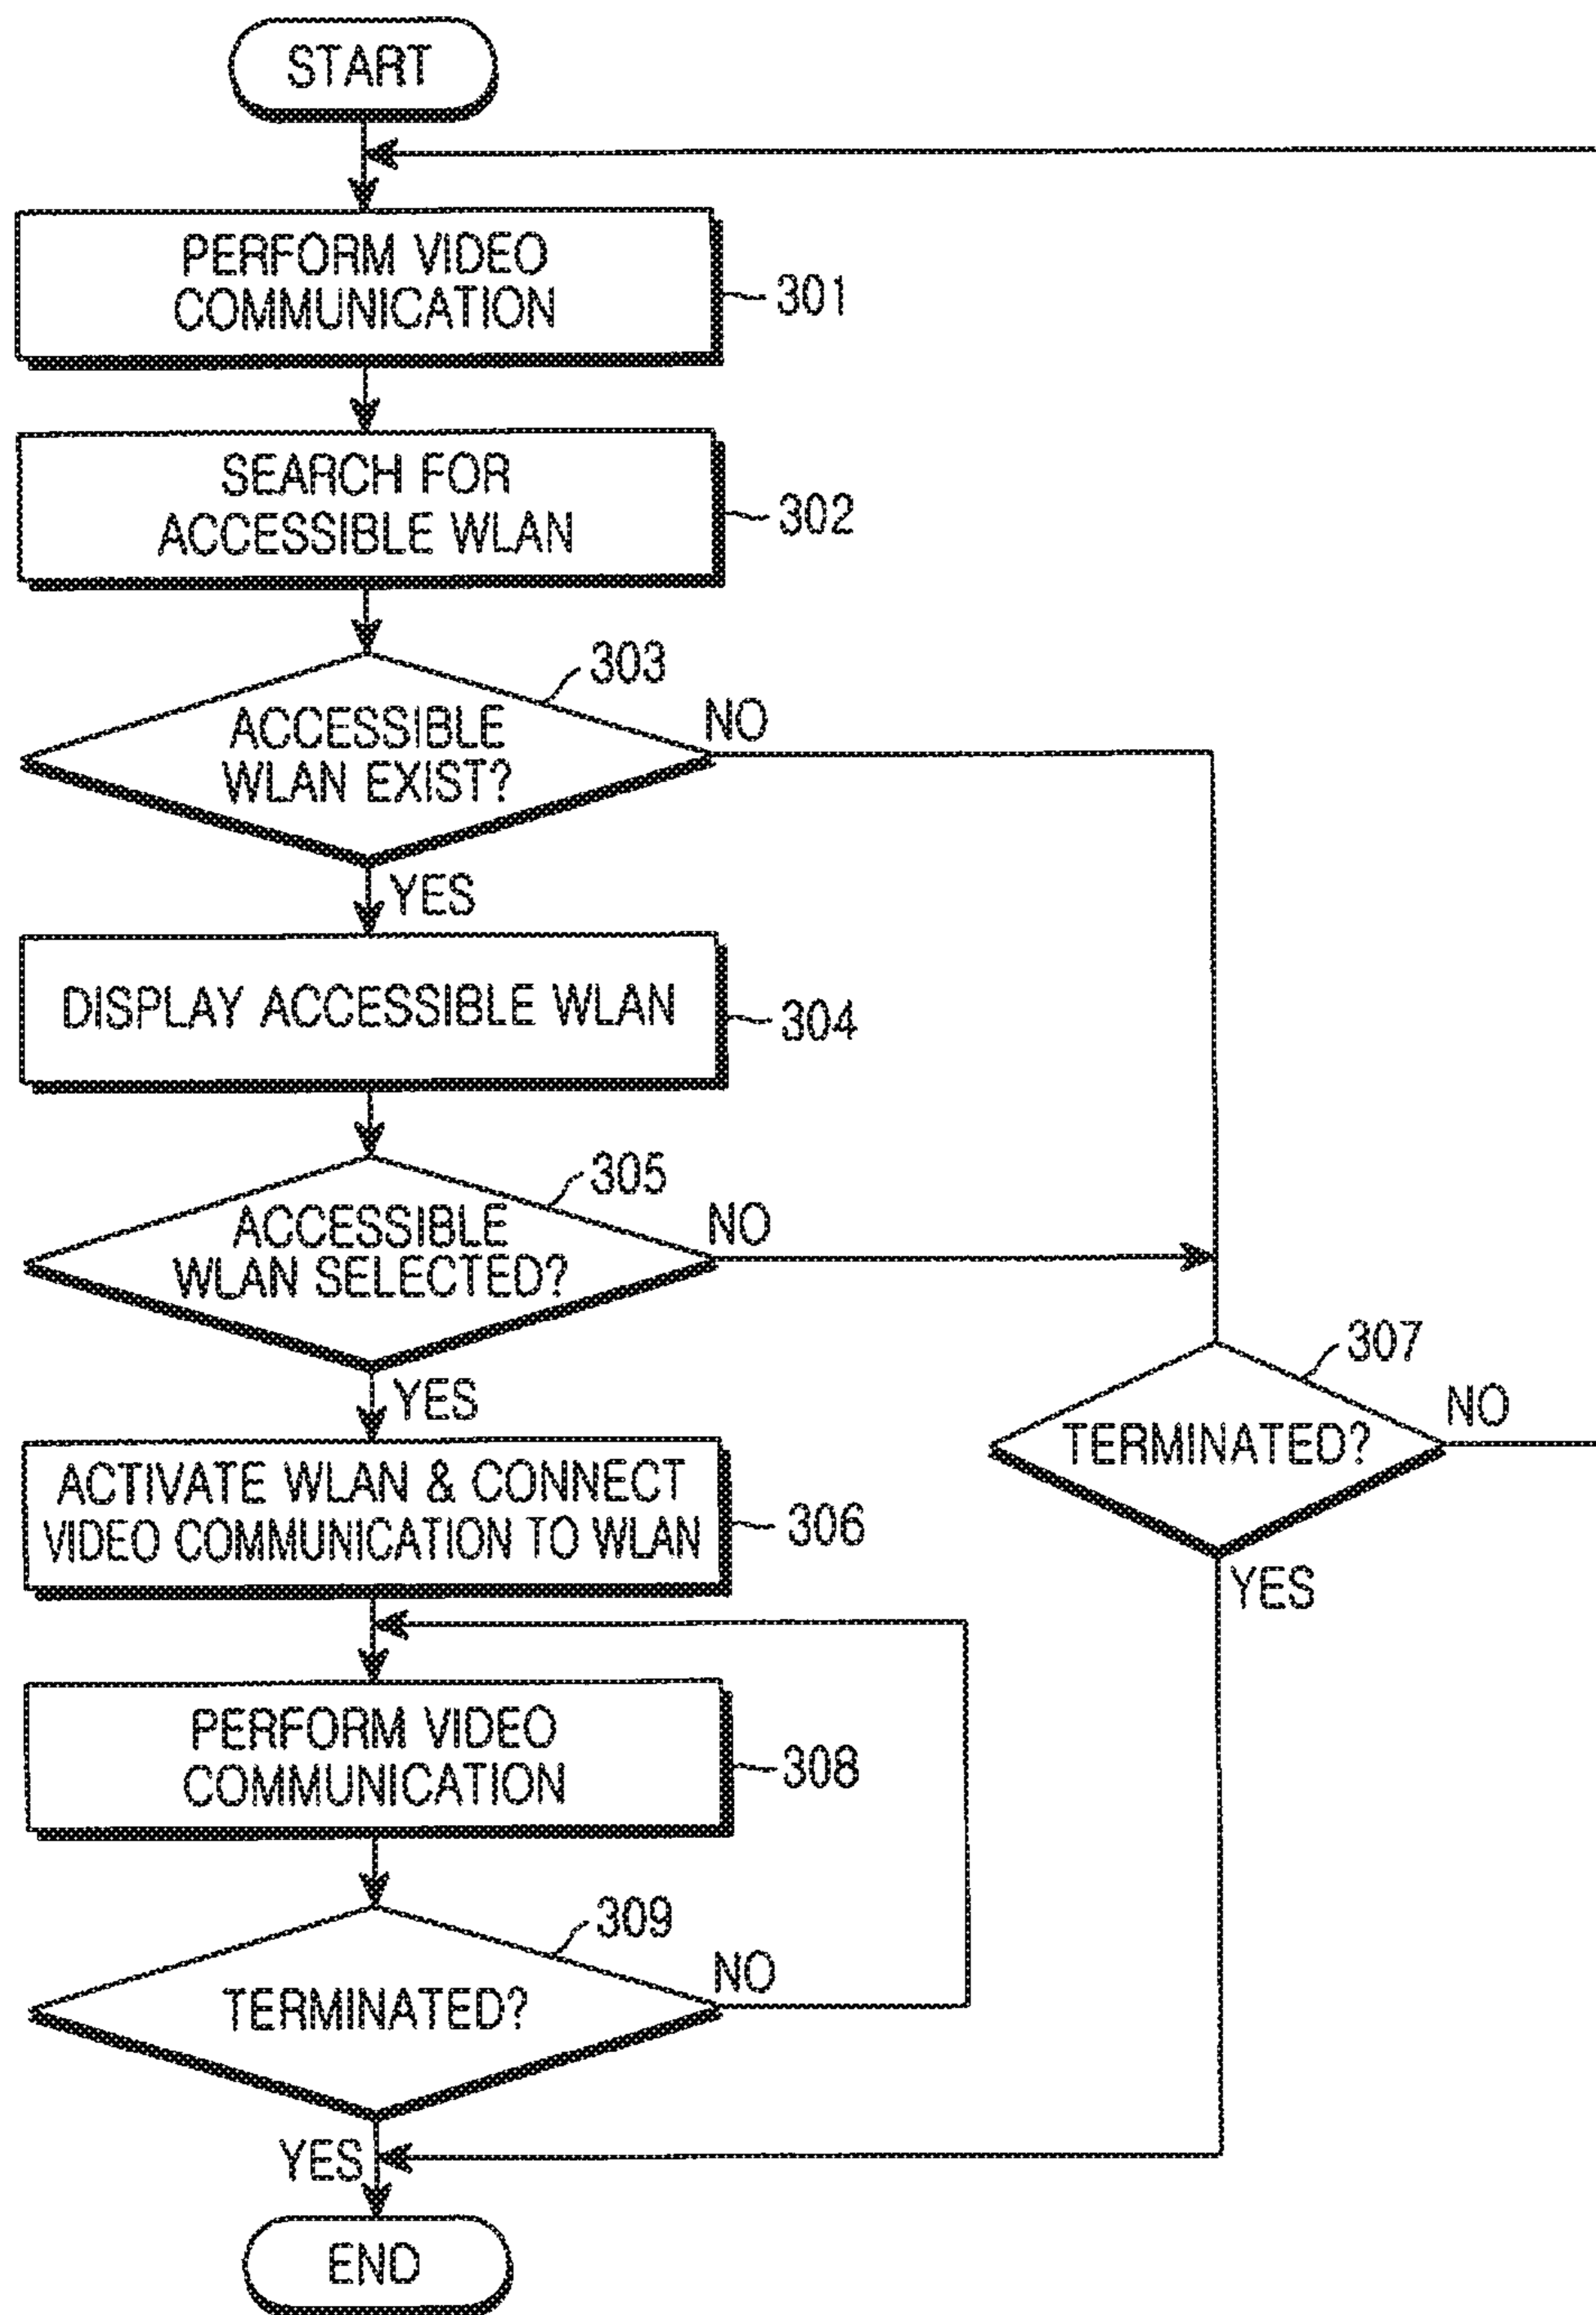 START
PERFORM VIDEO
COMMUNICATION
301
SEARCH FOR
ACCESSIBLE WLAN
302
303
ACCESSIBLE
WLAN EXIST?
NO
YES
DISPLAY ACCESSIBLE WLAN
304
305
ACCESSIBLE
WLAN SELECTED?
NO
YES
307
TERMINATED?
NO
YES
ACTIVATE WLAN & CONNECT
VIDEO COMMUNICATION TO WLAN
306
PERFORM VIDEO
COMMUNICATION
308
309
TERMINATED?
NO
YES
END